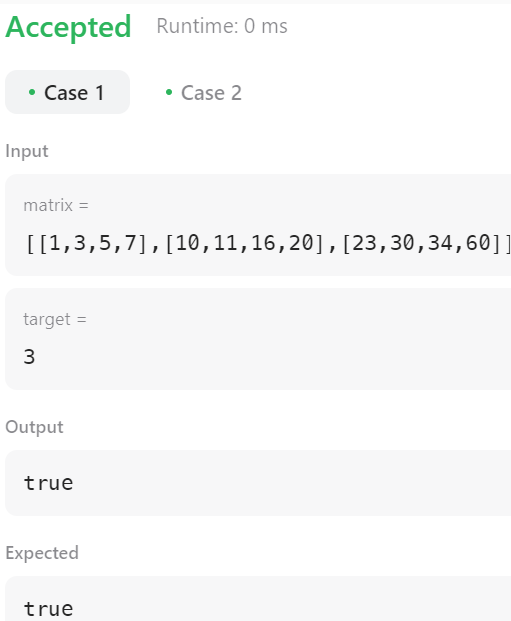 Accepted Runtime: 0 ms
• Case 1 • Case 2
Input
matrix =
[[1,3,5,7],[10,11,16,20],[23,30,34,60]]
target =
3
Output
true
Expected
true